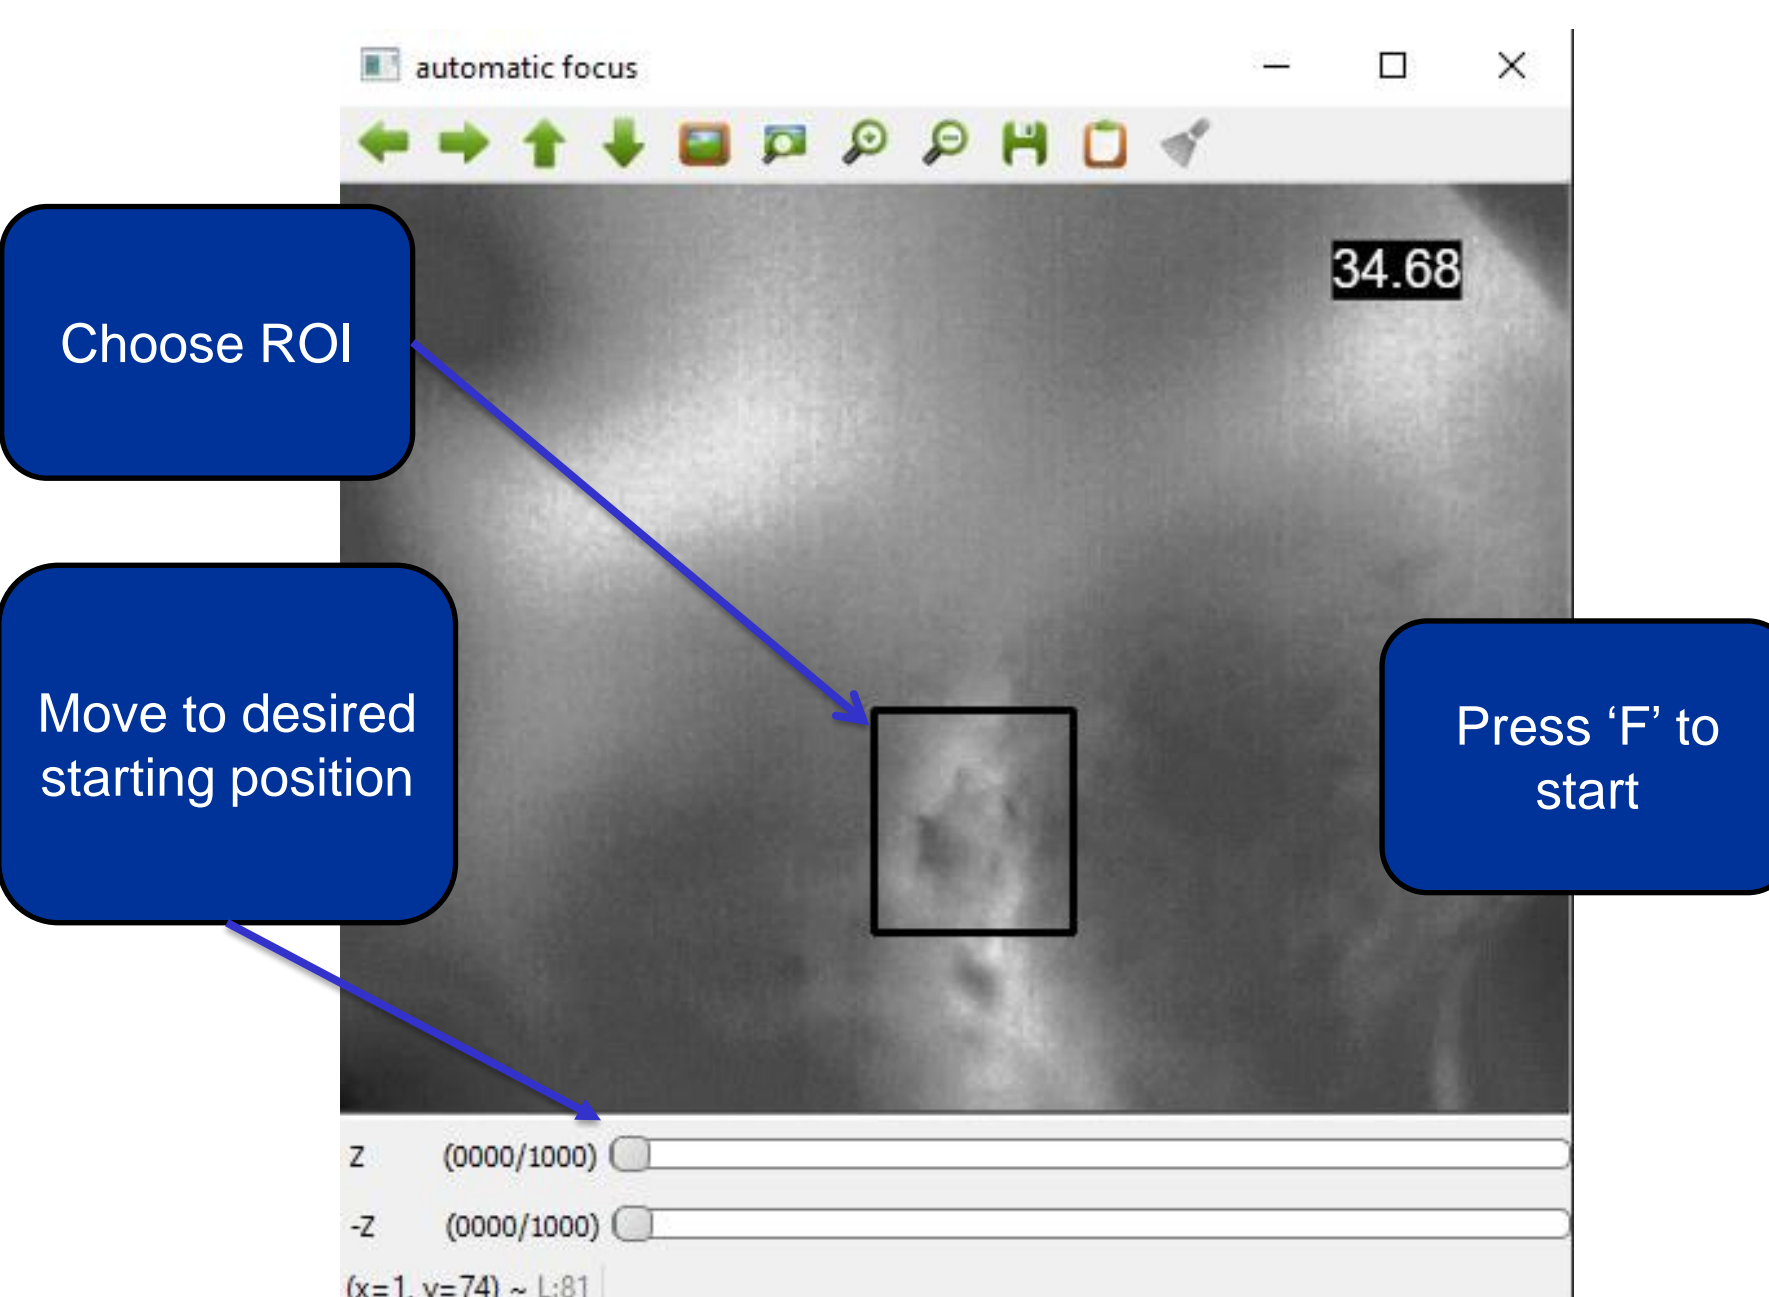 automatic focus
34.68
Choose ROI
Move to desired
starting position
Press ‘F’ to
start
Z (0000/1000)
-Z (0000/1000)
(x=1, y=74) ~ L:81